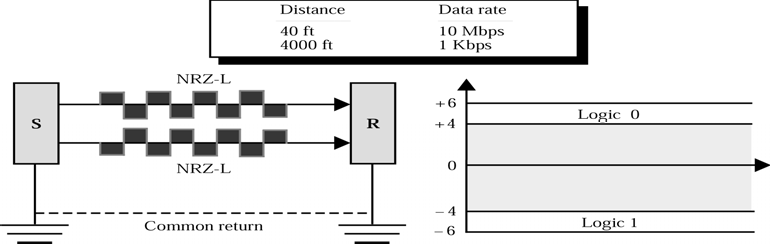 Distance Data rate
40 ft 10 Mbps
4000 ft 1 Kbps
NRZ-L
S R
NRZ-L
Common return
+6
Logic 0
+4
0
-4
Logic 1
-6